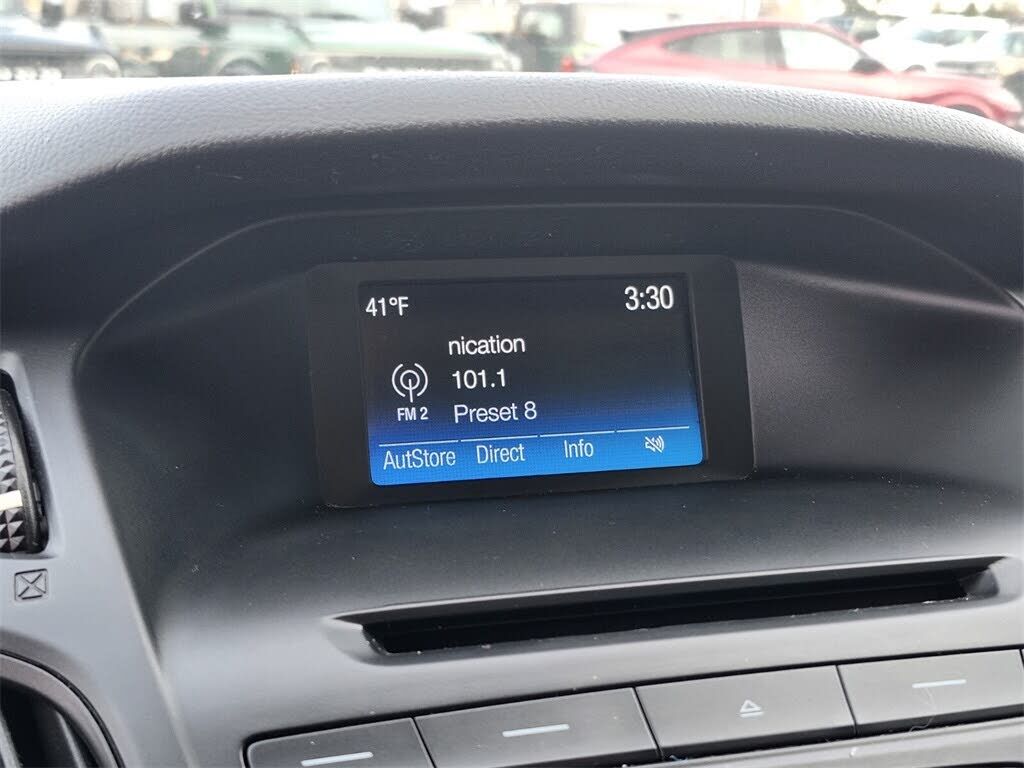 41°F 3:30
nication
101.1
FM 2 Preset 8
AutStore Direct Info